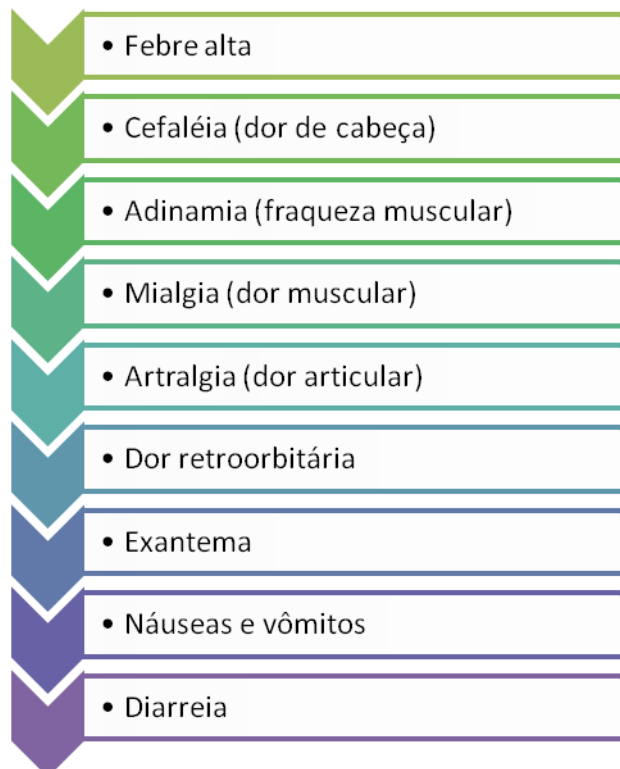 • Febre alta
• Cefaléia (dor de cabeça)
• Adinamia (fraqueza muscular)
• Mialgia (dor muscular)
• Artralgia (dor articular)
• Dor retroorbitária
• Exantema
• Náuseas e vômitos
• Diarreia